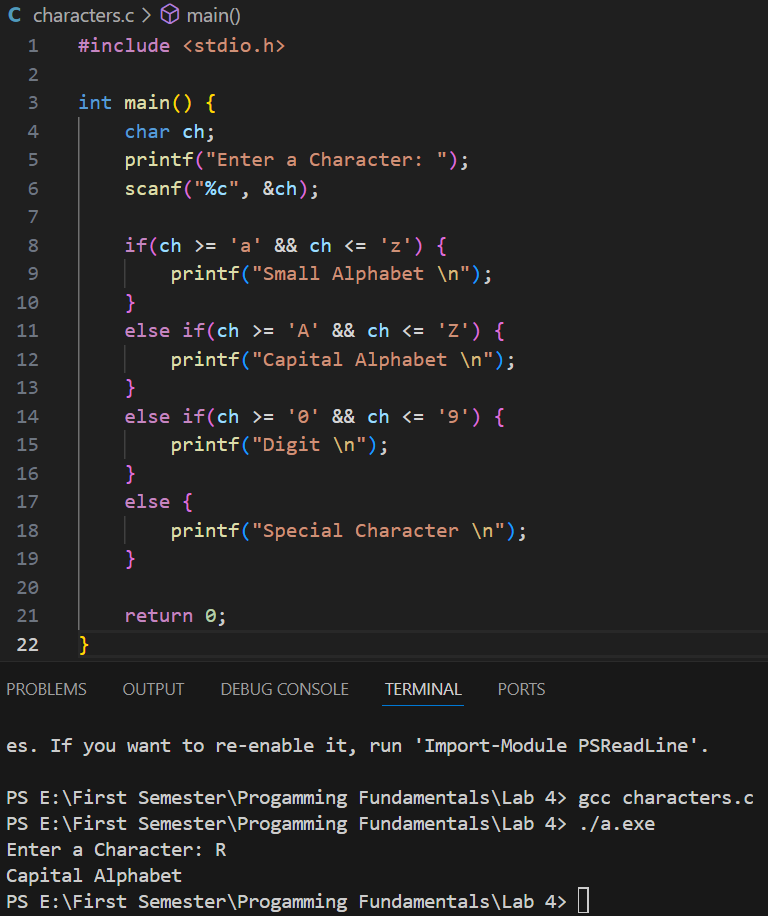 C characters.c > main()
1 #include <stdio.h>
2
3 int main() {
4     char ch;
5     printf("Enter a Character: ");
6     scanf("%c", &ch);
7
8     if(ch >= 'a' && ch <= 'z') {
9         printf("Small Alphabet \n");
10     }
11     else if(ch >= 'A' && ch <= 'Z') {
12         printf("Capital Alphabet \n");
13     }
14     else if(ch >= '0' && ch <= '9') {
15         printf("Digit \n");
16     }
17     else {
18         printf("Special Character \n");
19     }
20
21     return 0;
22 }
PROBLEMS OUTPUT DEBUG CONSOLE TERMINAL PORTS
es. If you want to re-enable it, run 'Import-Module PSReadLine'.
PS E:\First Semester\Progamming Fundamentals\Lab 4> gcc characters.c
PS E:\First Semester\Progamming Fundamentals\Lab 4> ./a.exe
Enter a Character: R
Capital Alphabet
PS E:\First Semester\Progamming Fundamentals\Lab 4>